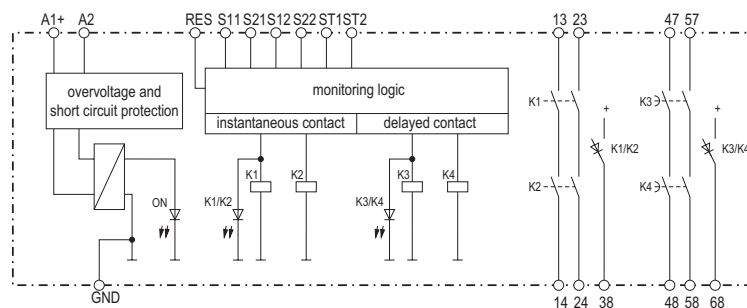 A1+ A2 RES S11 S21 S12 S22 ST1 ST2 13 23 47 57
overvoltage and
short circuit protection
monitoring logic
instantaneous contact delayed contact
K1 K3
+ +
K1/K2 K3/K4
K1 K2 K3 K4
ON K1/K2 K3/K4
K2 K4
GND 14 24 38 48 58 68